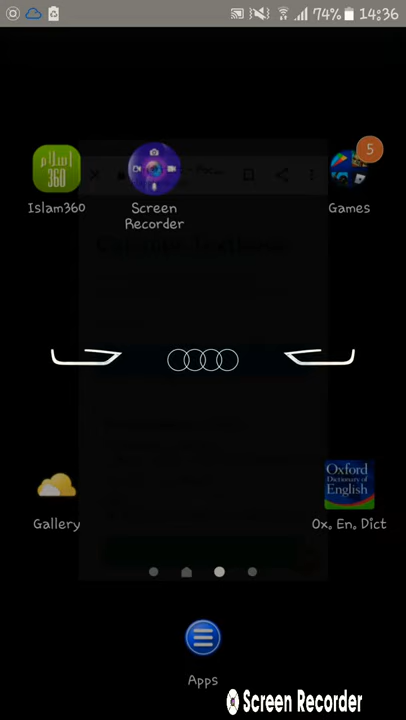 74% 14:36
اسلام
360
5
Islam360
Screen
Recorder
Games
Oxford
Dictionary of
English
Gallery
Ox. En. Dict
Apps
Screen Recorder